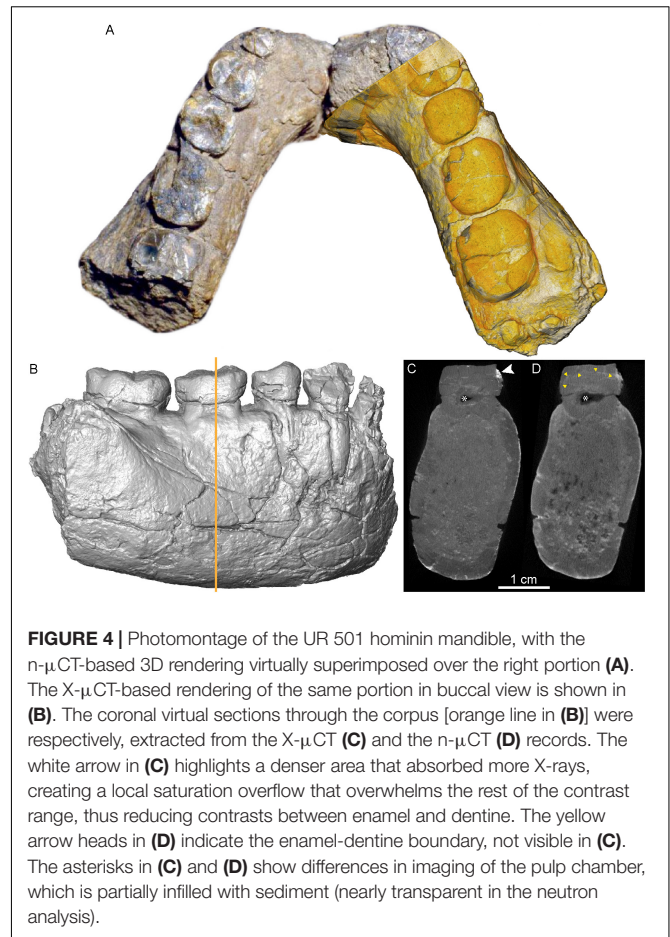 A
B
C
D
*
*
1 cm
FIGURE 4 | Photomontage of the UR 501 hominin mandible, with the
n-μCT-based 3D rendering virtually superimposed over the right portion (A).
The X-μCT-based rendering of the same portion in buccal view is shown in
(B). The coronal virtual sections through the corpus [orange line in (B)] were
respectively, extracted from the X-μCT (C) and the n-μCT (D) records. The
white arrow in (C) highlights a denser area that absorbed more X-rays,
creating a local saturation overflow that overwhelms the rest of the contrast
range, thus reducing contrasts between enamel and dentine. The yellow
arrow heads in (D) indicate the enamel-dentine boundary, not visible in (C).
The asterisks in (C) and (D) show differences in imaging of the pulp chamber,
which is partially infilled with sediment (nearly transparent in the neutron
analysis).